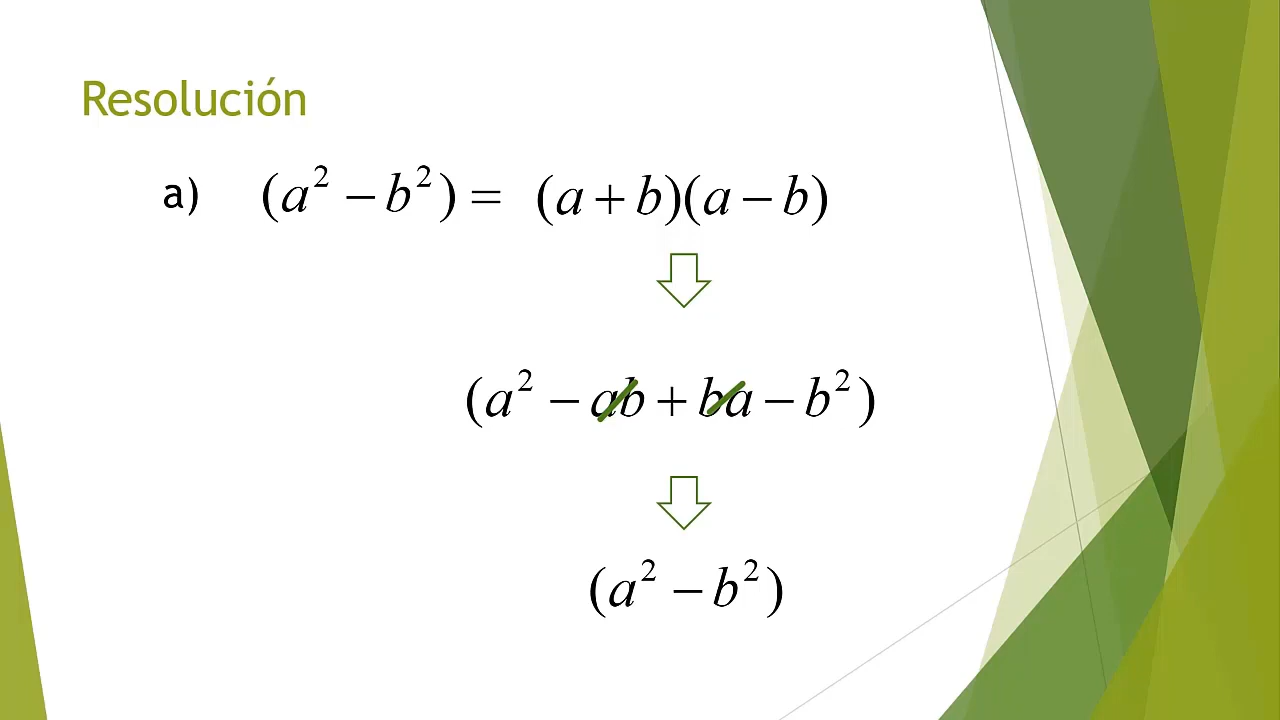 Resolución
a) (a² − b²) = (a + b)(a − b)
(a² − ab + ba − b²)
(a² − b²)